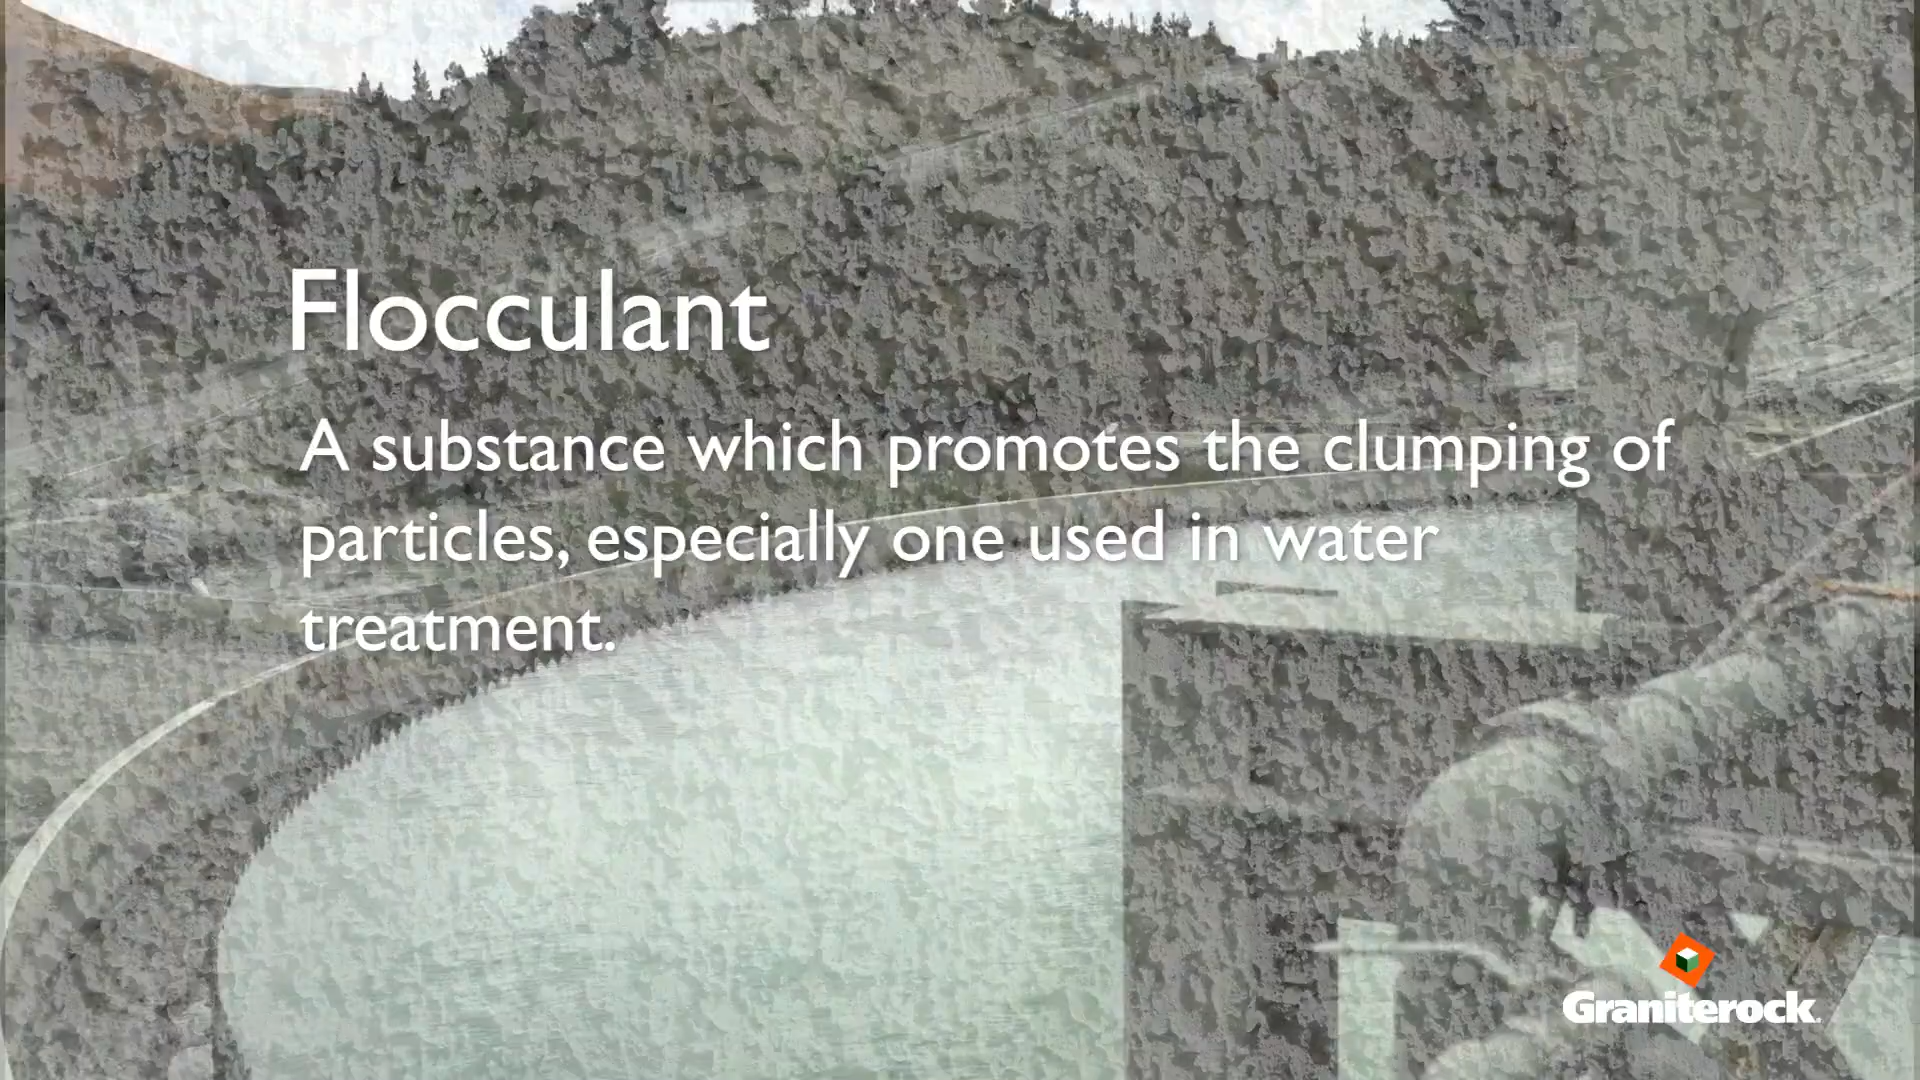 Flocculant
A substance which promotes the clumping of
particles, especially one used in water
treatment.
Graniterock.